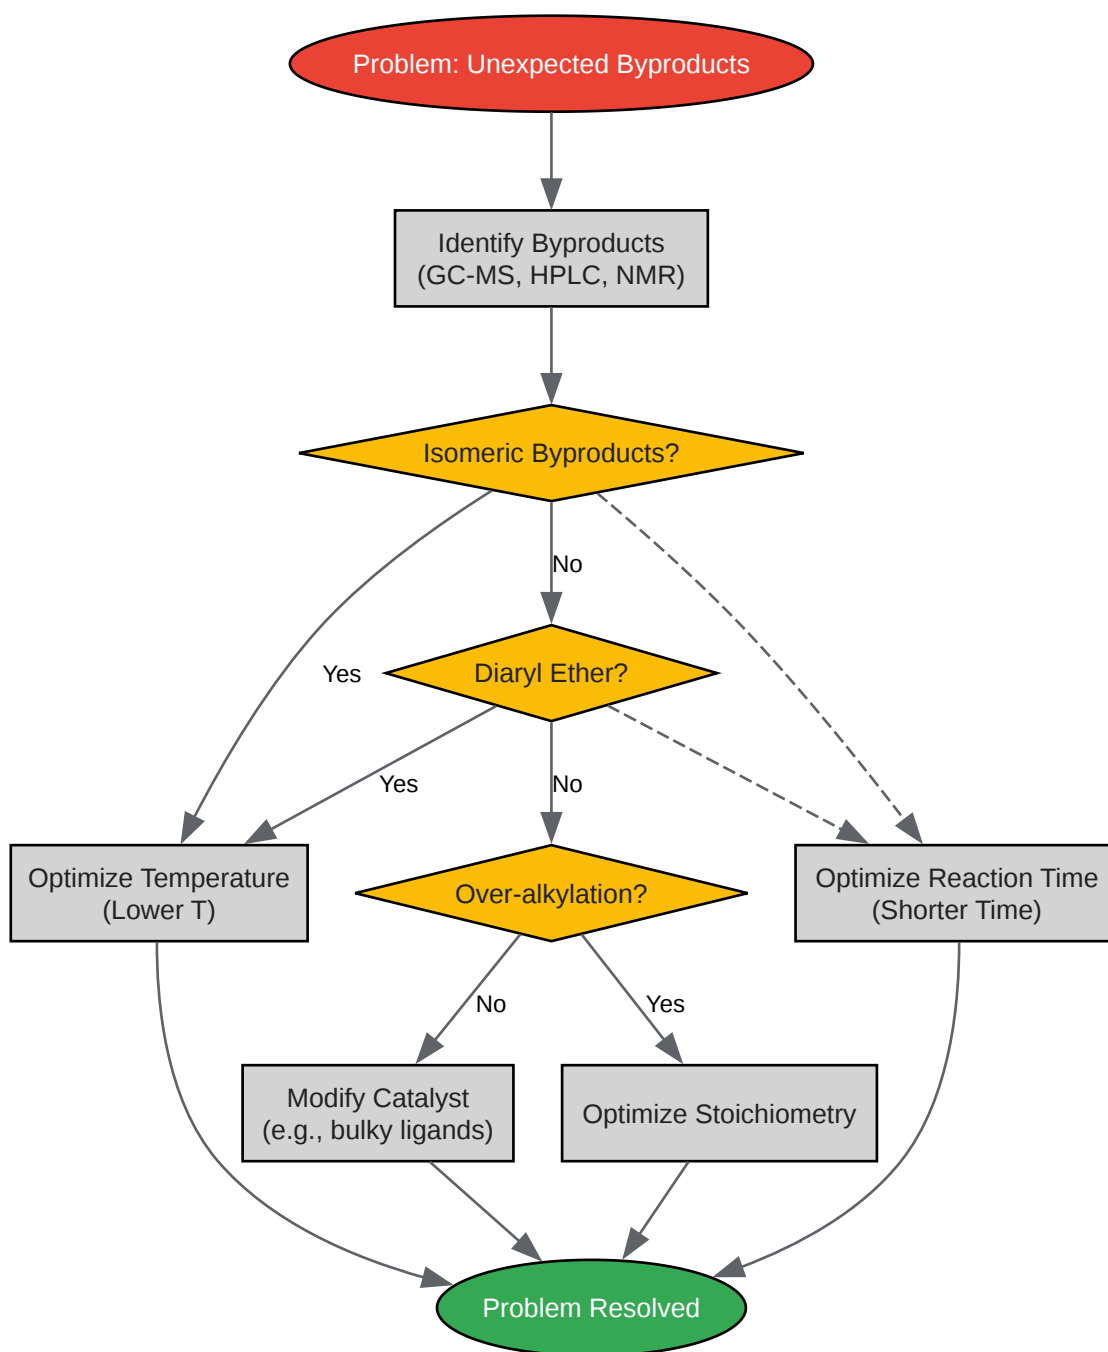 Problem: Unexpected Byproducts
Identify Byproducts
(GC-MS, HPLC, NMR)
Isomeric Byproducts?
No
Yes
Diaryl Ether?
Yes
No
Optimize Temperature
(Lower T)
Over-alkylation?
Optimize Reaction Time
(Shorter Time)
No
Yes
Modify Catalyst
(e.g., bulky ligands)
Optimize Stoichiometry
Problem Resolved